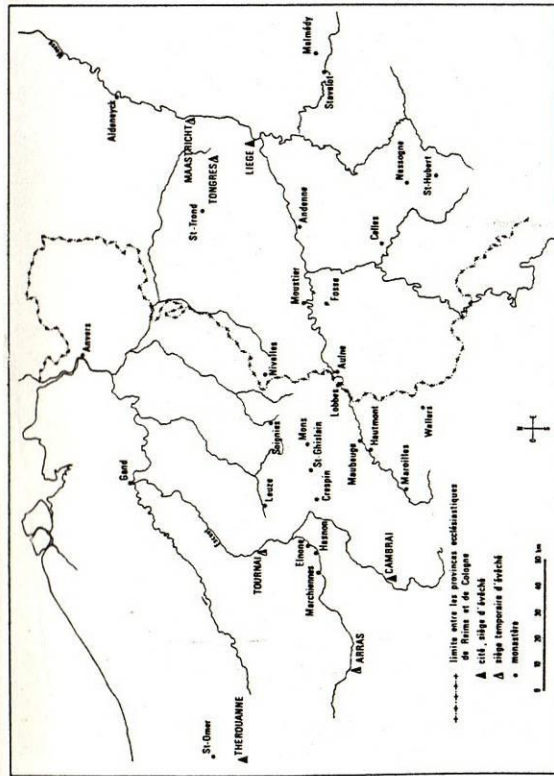 Meuse
Aldeneyck
MAASTRICHT
TONGRES
St-Trond
LIEGE
Malmédy
Stavelot
Anvers
Andenne
Nassogne
St-Hubert
Celles
Moustier
Fosse
Nivelles
Aulne
Lobbes
Gand
Soignies
Mons
St-Ghislain
Crespin
Leuze
Maubeuge
Hautmont
Maroilles
Wallers
Escaut
TOURNAI
Elnone
Hasnon
Marchiennes
CAMBRAI
ARRAS
St-Omer
THEROUANNE
N
O
E
S
limite entre les provinces ecclésiastiques
de Reims et de Cologne
cité, siège d'évêché
siège temporaire d'évêché
monastère
0 10 20 30 40 50 km